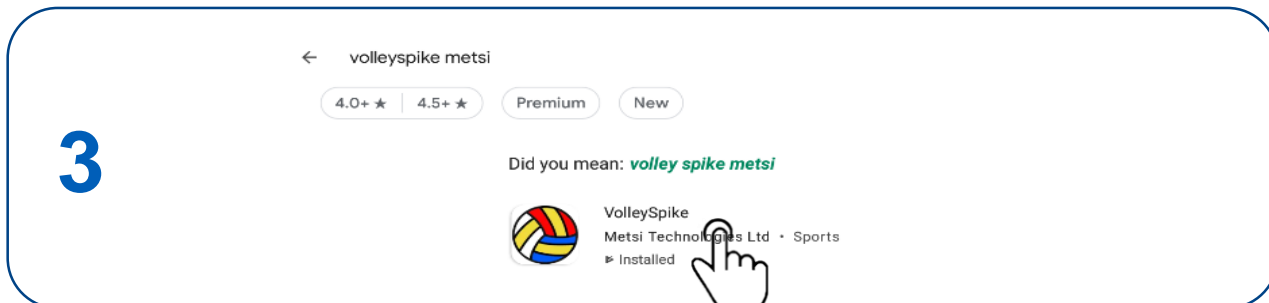 volleyspike metsi
4.0+ ★ 4.5+ ★ Premium New
3
Did you mean: volley spike metsi
VolleySpike
Metsi Technologies Ltd • Sports
Installed